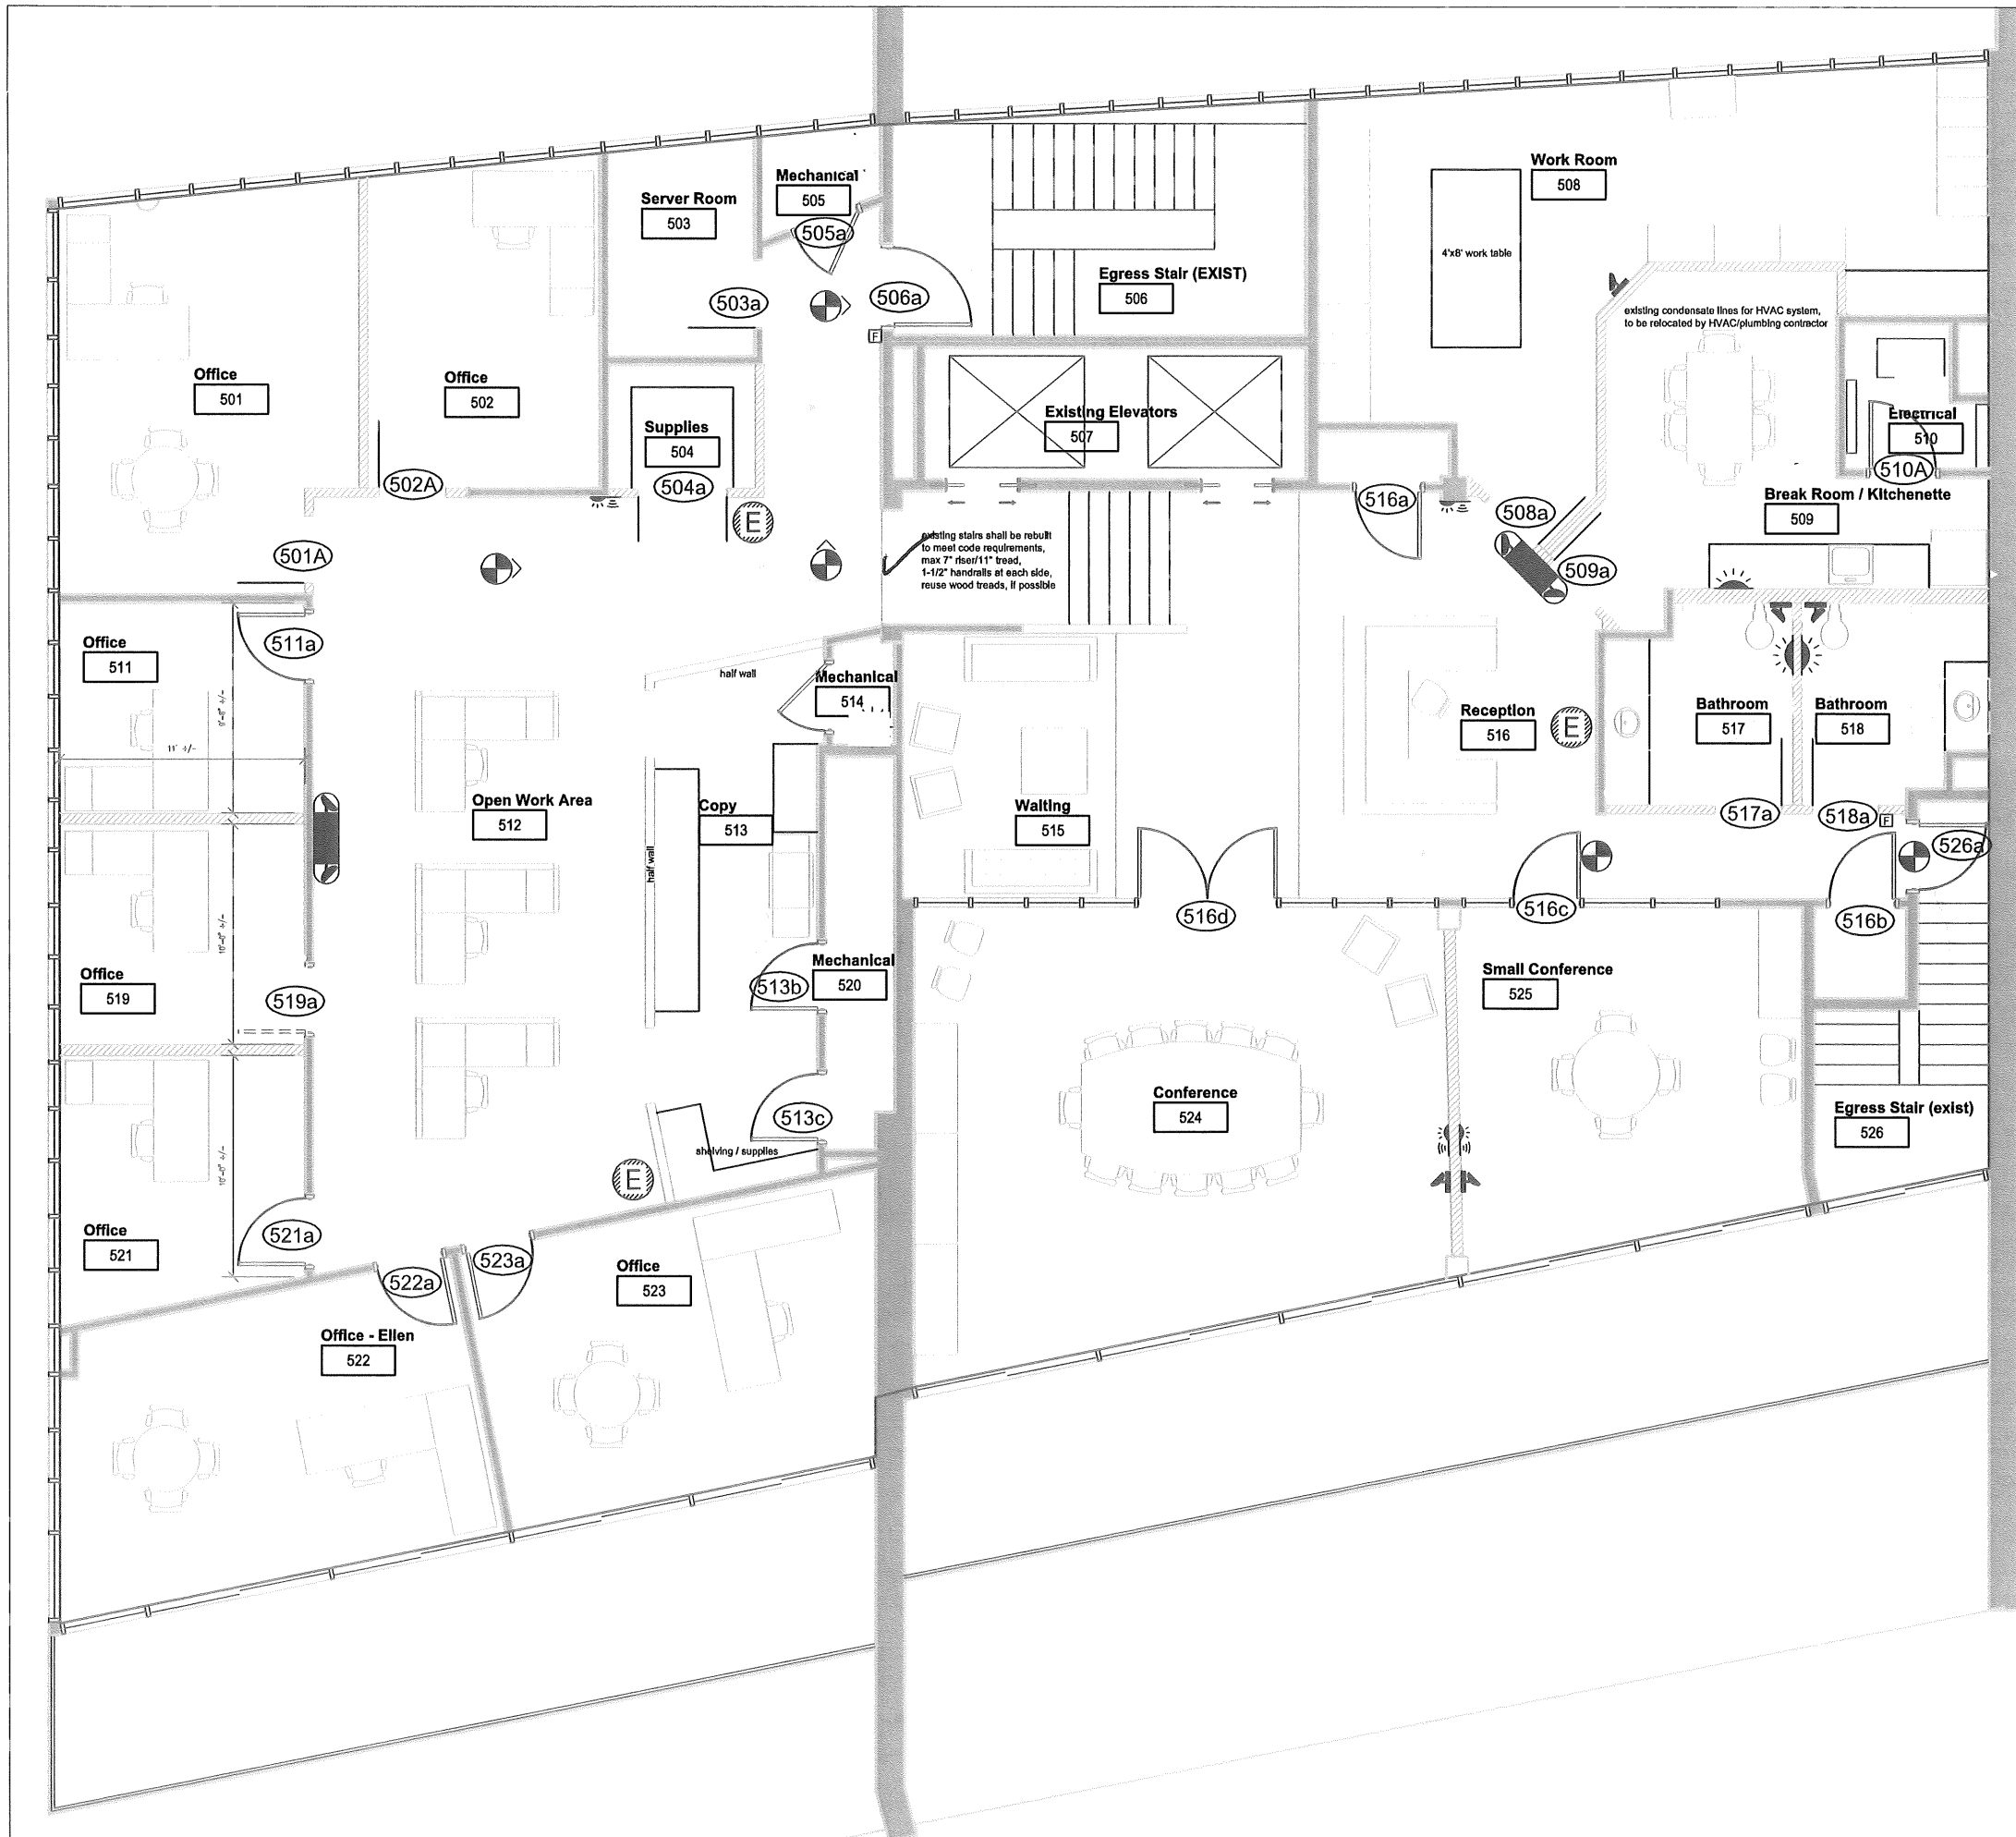 Work Room
508
Mechanical
505
Server Room
503
505a
4'x8' work table
Egress Stair (EXIST)
506
503a
506a
existing condensate lines for HVAC system,
to be relocated by HVAC/plumbing contractor
F
Office
501
Office
502
Existing Elevators
507
Electrical
510
Supplies
504
510A
502A
504a
516a
Break Room / Kitchenette
509
508a
E
existing stairs shall be rebuilt
to meet code requirements,
max 7" riser/11" tread,
1-1/2" handrails at each side,
reuse wood treads, if possible
501A
509a
Office
511
511a
half wall
Mechanical
514
Reception
516
E
Bathroom
517
Bathroom
518
9'-8" +/-
11' +/-
Open Work Area
512
Copy
513
Waiting
515
517a
518a
F
526a
half wall
516d
516c
516b
10'-0" +/-
Office
519
519a
Mechanical
520
513b
Small Conference
525
Conference
524
513c
Egress Stair (exist)
526
shelving / supplies
10'-0" +/-
E
Office
521
521a
522a
523a
Office
523
Office - Ellen
522